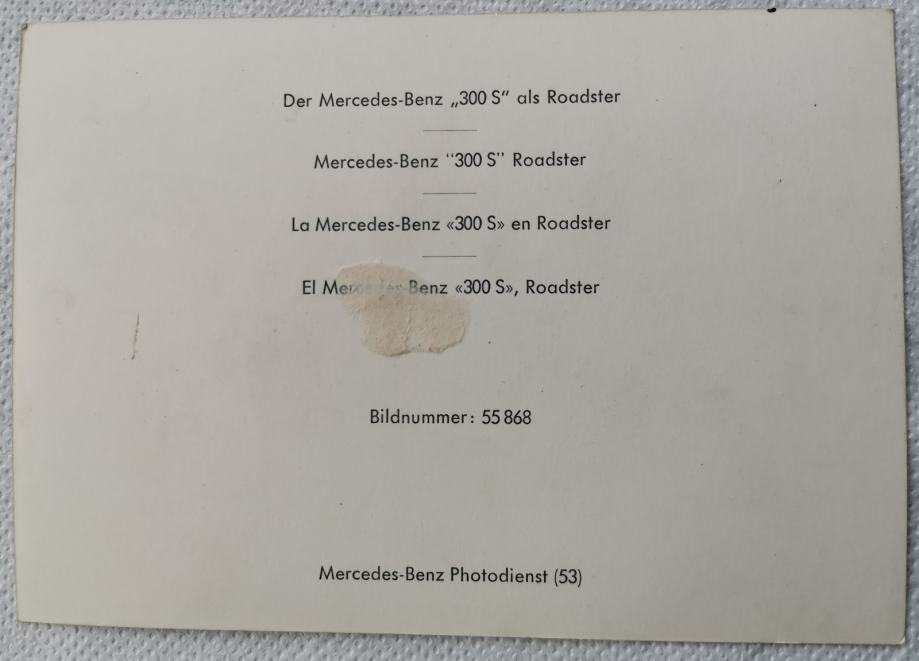 Der Mercedes-Benz „300 S" als Roadster
Mercedes-Benz "300 S" Roadster
La Mercedes-Benz «300 S» en Roadster
El Mercedes-Benz «300 S», Roadster
Bildnummer: 55 868
Mercedes-Benz Photodienst (53)